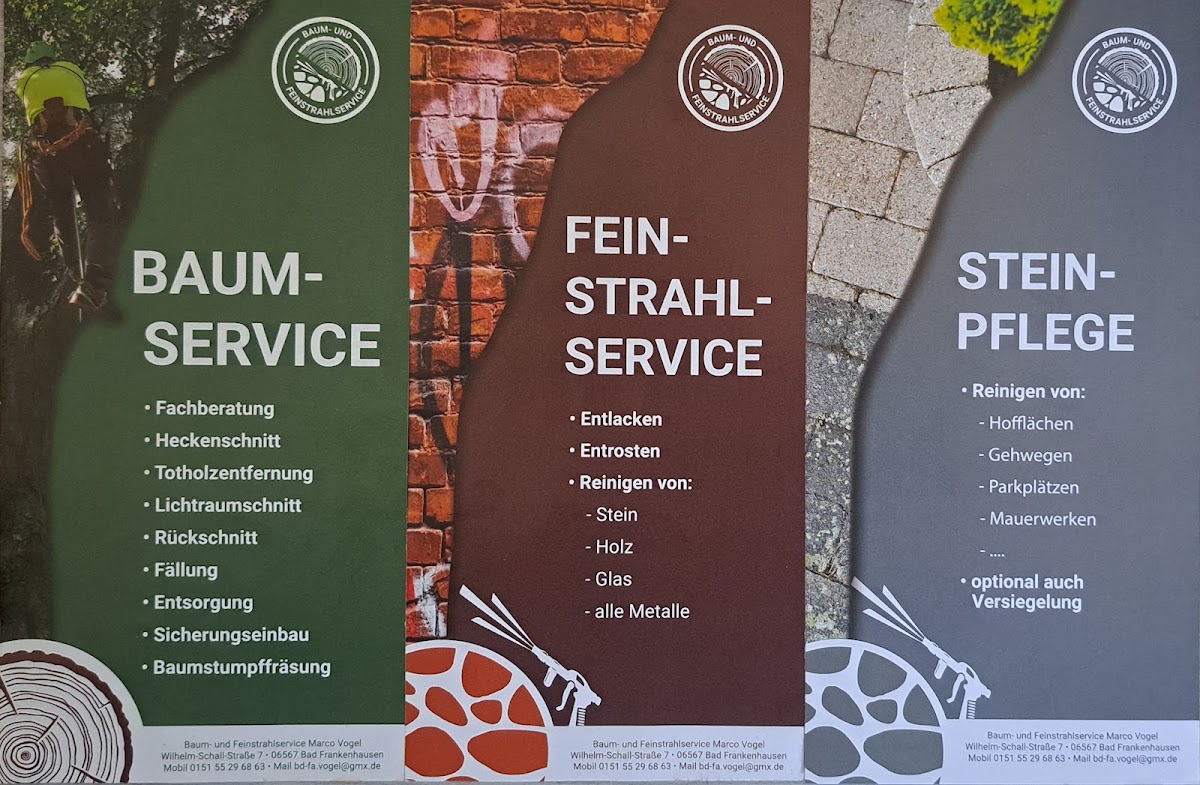 BAUM- UND
FEINSTRAHLSERVICE
BAUM-
SERVICE
• Fachberatung
• Heckenschnitt
• Totholzentfernung
• Lichtraumschnitt
• Rückschnitt
• Fällung
• Entsorgung
• Sicherungseinbau
• Baumstumpffräsung
Baum- und Feinstrahlservice Marco Vogel
Wilhelm-Schall-Straße 7 • 06567 Bad Frankenhausen
Mobil 0151 55 29 68 63 • Mail bd-fa.vogel@gmx.de
BAUM- UND
FEINSTRAHLSERVICE
FEIN-
STRAHL-
SERVICE
• Entlacken
• Entrosten
• Reinigen von:
- Stein
- Holz
- Glas
- alle Metalle
Baum- und Feinstrahlservice Marco Vogel
Wilhelm-Schall-Straße 7 • 06567 Bad Frankenhausen
Mobil 0151 55 29 68 63 • Mail bd-fa.vogel@gmx.de
BAUM- UND
FEINSTRAHLSERVICE
STEIN-
PFLEGE
• Reinigen von:
- Hofflächen
- Gehwegen
- Parkplätzen
- Mauerwerken
- ....
• optional auch
Versiegelung
Baum- und Feinstrahlservice Marco Vogel
Wilhelm-Schall-Straße 7 • 06567 Bad Frankenhausen
Mobil 0151 55 29 68 63 • Mail bd-fa.vogel@gmx.de